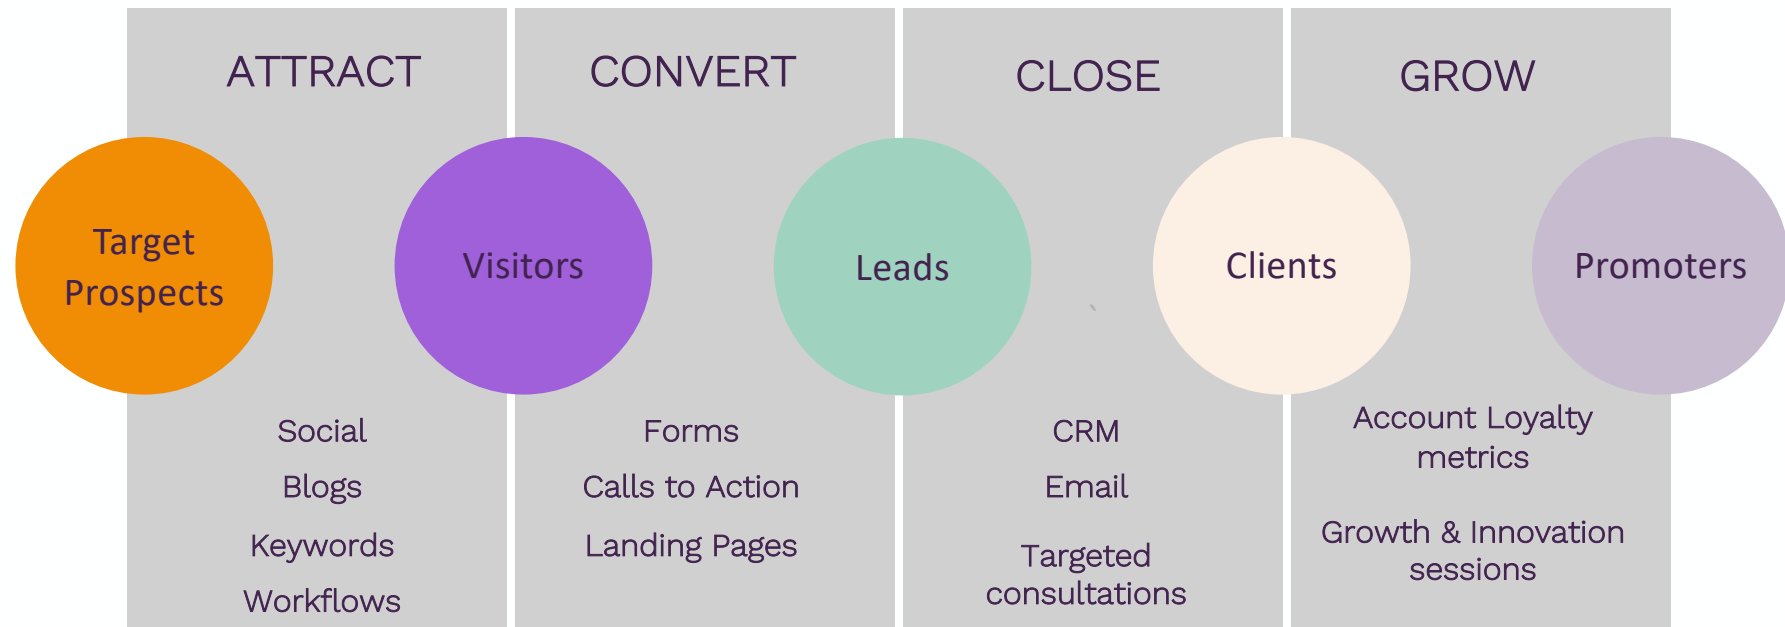 ATTRACT
CONVERT
CLOSE
GROW
Target
Prospects
Visitors
Leads
Clients
Promoters
Social
Blogs
Keywords
Workflows
Forms
Calls to Action
Landing Pages
CRM
Email
Targeted
consultations
Account Loyalty
metrics
Growth & Innovation
sessions